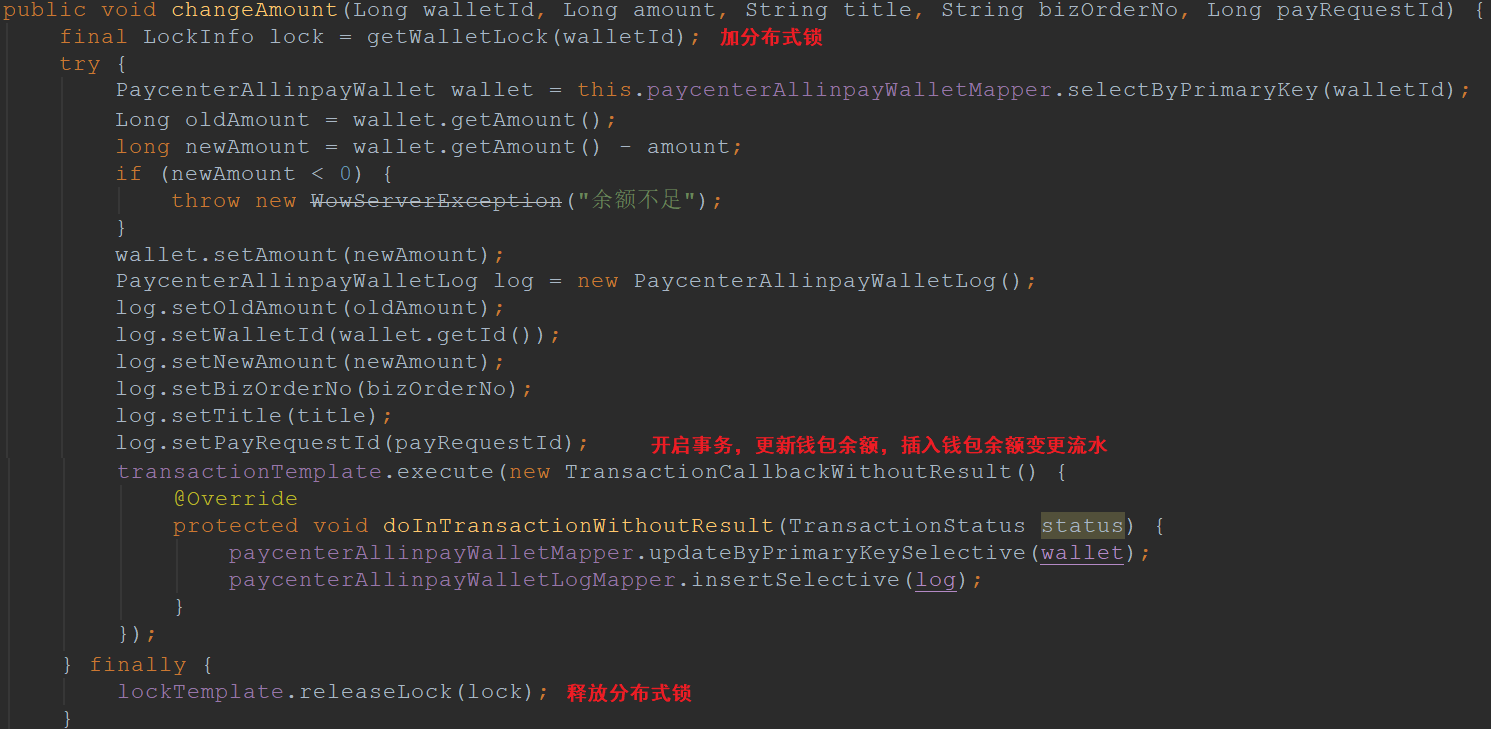 public void changeAmount(Long walletId, Long amount, String title, String bizOrderNo, Long payRequestId) {
final LockInfo lock = getWalletLock(walletId); 加分布式锁
try {
PaycenterAllinpayWallet wallet = this.paycenterAllinpayWalletMapper.selectByPrimaryKey(walletId);
Long oldAmount = wallet.getAmount();
long newAmount = wallet.getAmount() - amount;
if (newAmount < 0) {
throw new WowServerException("余额不足");
}
wallet.setAmount(newAmount);
PaycenterAllinpayWalletLog log = new PaycenterAllinpayWalletLog();
log.setOldAmount(oldAmount);
log.setWalletId(wallet.getId());
log.setNewAmount(newAmount);
log.setBizOrderNo(bizOrderNo);
log.setTitle(title);
log.setPayRequestId(payRequestId); 开启事务，更新钱包余额，插入钱包余额变更流水
transactionTemplate.execute(new TransactionCallbackWithoutResult() {
@Override
protected void doInTransactionWithoutResult(TransactionStatus status) {
paycenterAllinpayWalletMapper.updateByPrimaryKeySelective(wallet);
paycenterAllinpayWalletLogMapper.insertSelective(log);
}
});
} finally {
lockTemplate.releaseLock(lock); 释放分布式锁
}